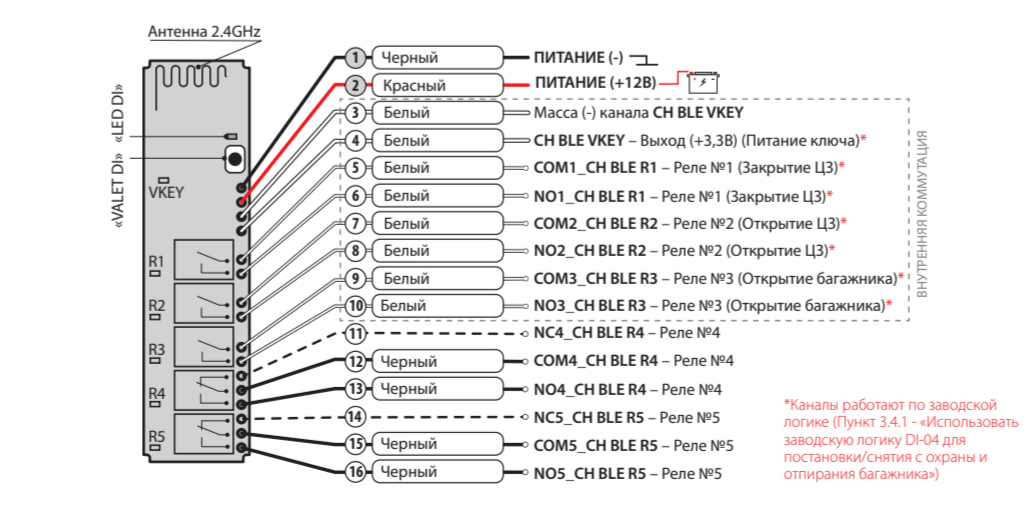 Антенна 2.4GHz
«LED DI»
«VALET DI»
VKEY
R1
R2
R3
R4
R5
1 Черный ПИТАНИЕ (-)
2 Красный ПИТАНИЕ (+12В)
3 Белый Масса (-) канала CH BLE VKEY
4 Белый CH BLE VKEY – Выход (+3,3В) (Питание ключа)*
5 Белый COM1_CH BLE R1 – Реле №1 (Закрытие ЦЗ)*
6 Белый NO1_CH BLE R1 – Реле №1 (Закрытие ЦЗ)*
7 Белый COM2_CH BLE R2 – Реле №2 (Открытие ЦЗ)*
8 Белый NO2_CH BLE R2 – Реле №2 (Открытие ЦЗ)*
9 Белый COM3_CH BLE R3 – Реле №3 (Открытие багажника)*
10 Белый NO3_CH BLE R3 – Реле №3 (Открытие багажника)*
11 NC4_CH BLE R4 – Реле №4
12 Черный COM4_CH BLE R4 – Реле №4
13 Черный NO4_CH BLE R4 – Реле №4
14 NC5_CH BLE R5 – Реле №5
15 Черный COM5_CH BLE R5 – Реле №5
16 Черный NO5_CH BLE R5 – Реле №5
ВНУТРЕННЯЯ КОММУТАЦИЯ
*Каналы работают по заводской
логике (Пункт 3.4.1 - «Использовать
заводскую логику DI-04 для
постановки/снятия с охраны и
отпирания багажника»)